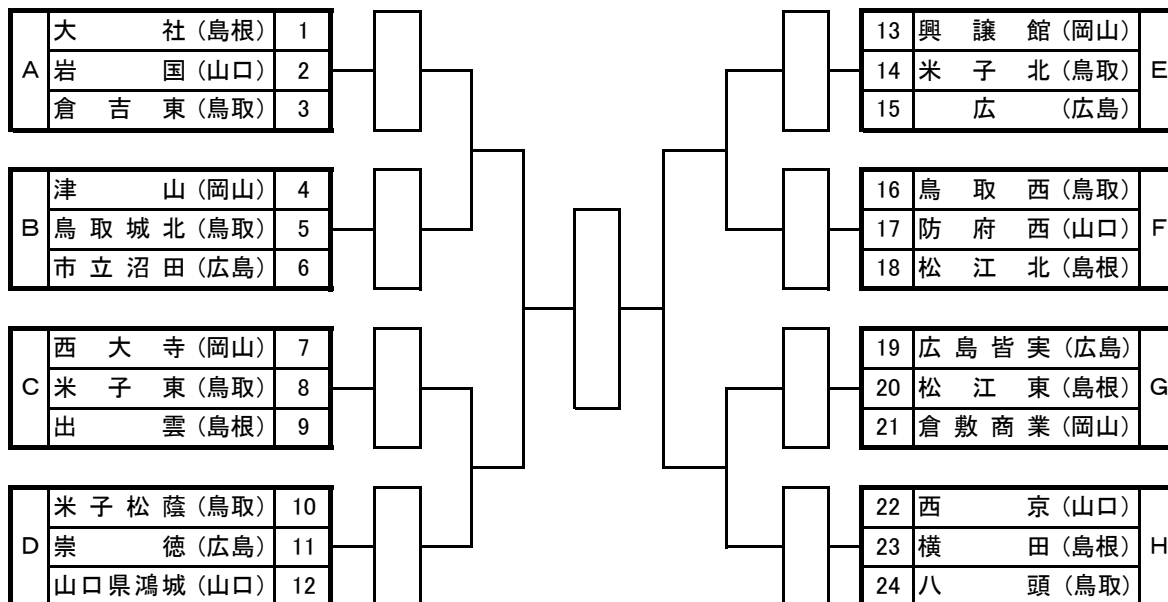 A
大社（島根） 1
岩国（山口） 2
倉吉東（鳥取） 3
B
津山（岡山） 4
鳥取城北（鳥取） 5
市立沼田（広島） 6
C
西大寺（岡山） 7
米子東（鳥取） 8
出雲（島根） 9
D
米子松蔭（鳥取） 10
崇徳（広島） 11
山口県鴻城（山口） 12
13 興譲館（岡山）
14 米子北（鳥取）
15 広（広島）
E
16 鳥取西（鳥取）
17 防府西（山口）
18 松江北（島根）
F
19 広島皆実（広島）
20 松江東（島根）
21 倉敷商業（岡山）
G
22 西京（山口）
23 横田（島根）
24 八頭（鳥取）
H